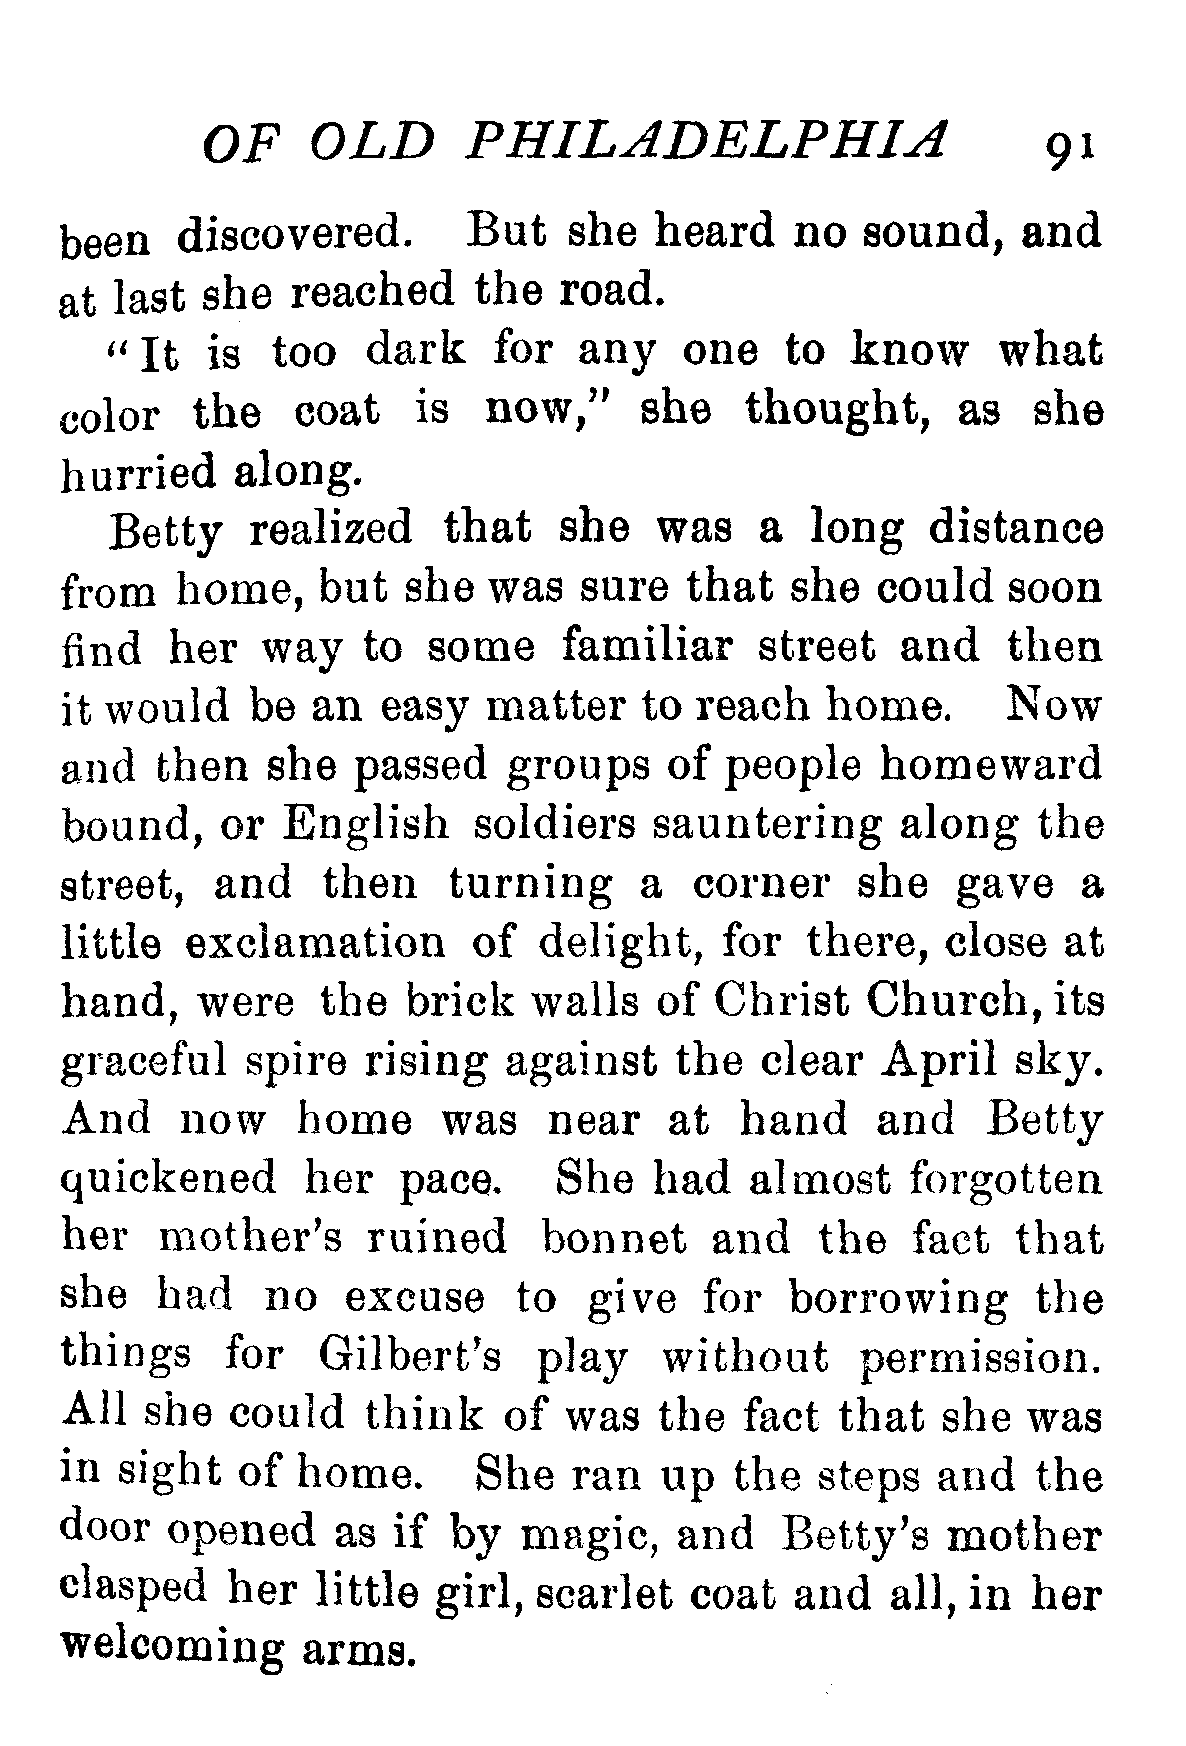 OF OLD PHILADELPHIA 91
been discovered. But she heard no sound, and
at last she reached the road.
“It is too dark for any one to know what
color the coat is now,” she thought, as she
hurried along.
Betty realized that she was a long distance
from home, but she was sure that she could soon
find her way to some familiar street and then
it would be an easy matter to reach home. Now
and then she passed groups of people homeward
bound, or English soldiers sauntering along the
street, and then turning a corner she gave a
little exclamation of delight, for there, close at
hand, were the brick walls of Christ Church, its
graceful spire rising against the clear April sky.
And now home was near at hand and Betty
quickened her pace. She had almost forgotten
her mother’s ruined bonnet and the fact that
she had no excuse to give for borrowing the
things for Gilbert’s play without permission.
All she could think of was the fact that she was
in sight of home. She ran up the steps and the
door opened as if by magic, and Betty’s mother
clasped her little girl, scarlet coat and all, in her
welcoming arms.